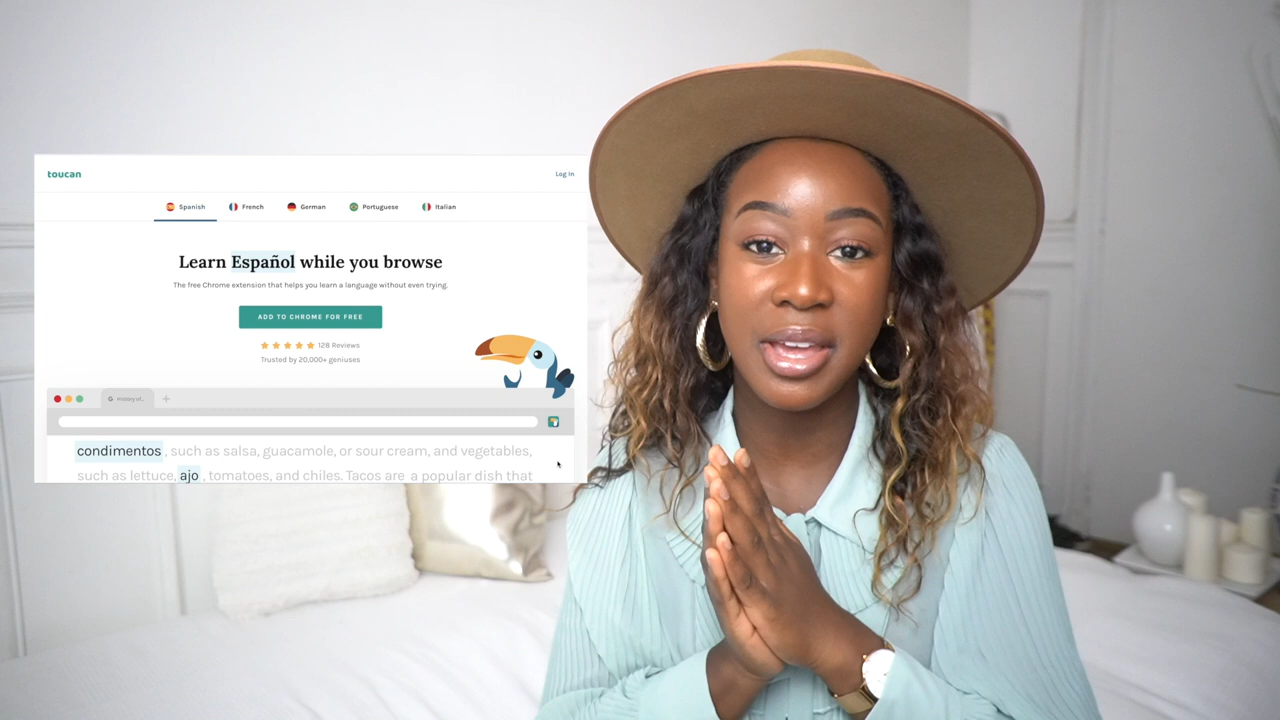 toucan
Log In
Spanish French German Portuguese Italian
Learn Español while you browse
The free Chrome extension that helps you learn a language without even trying.
ADD TO CHROME FOR FREE
128 Reviews
Trusted by 20,000+ geniuses
condimentos , such as salsa, guacamole, or sour cream, and vegetables,
such as lettuce, ajo , tomatoes, and chiles. Tacos are a popular dish that